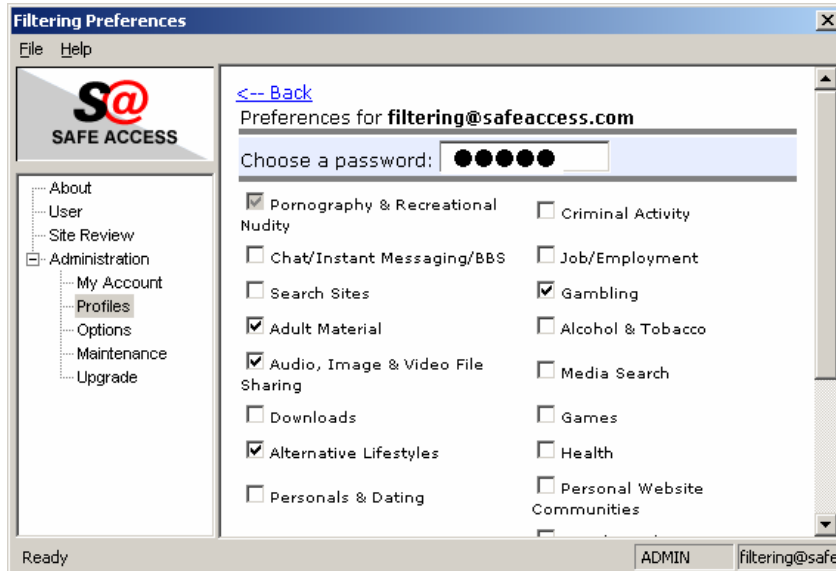 Filtering Preferences
File Help
S@
SAFE ACCESS
About
User
Site Review
Administration
My Account
Profiles
Options
Maintenance
Upgrade
<-- Back
Preferences for filtering@safeaccess.com
Choose a password:
Pornography & Recreational
Nudity
Criminal Activity
Chat/Instant Messaging/BBS
Job/Employment
Search Sites
Gambling
Adult Material
Alcohol & Tobacco
Audio, Image & Video File
Sharing
Media Search
Downloads
Games
Alternative Lifestyles
Health
Personals & Dating
Personal Website
Communities
Ready
ADMIN
filtering@safe